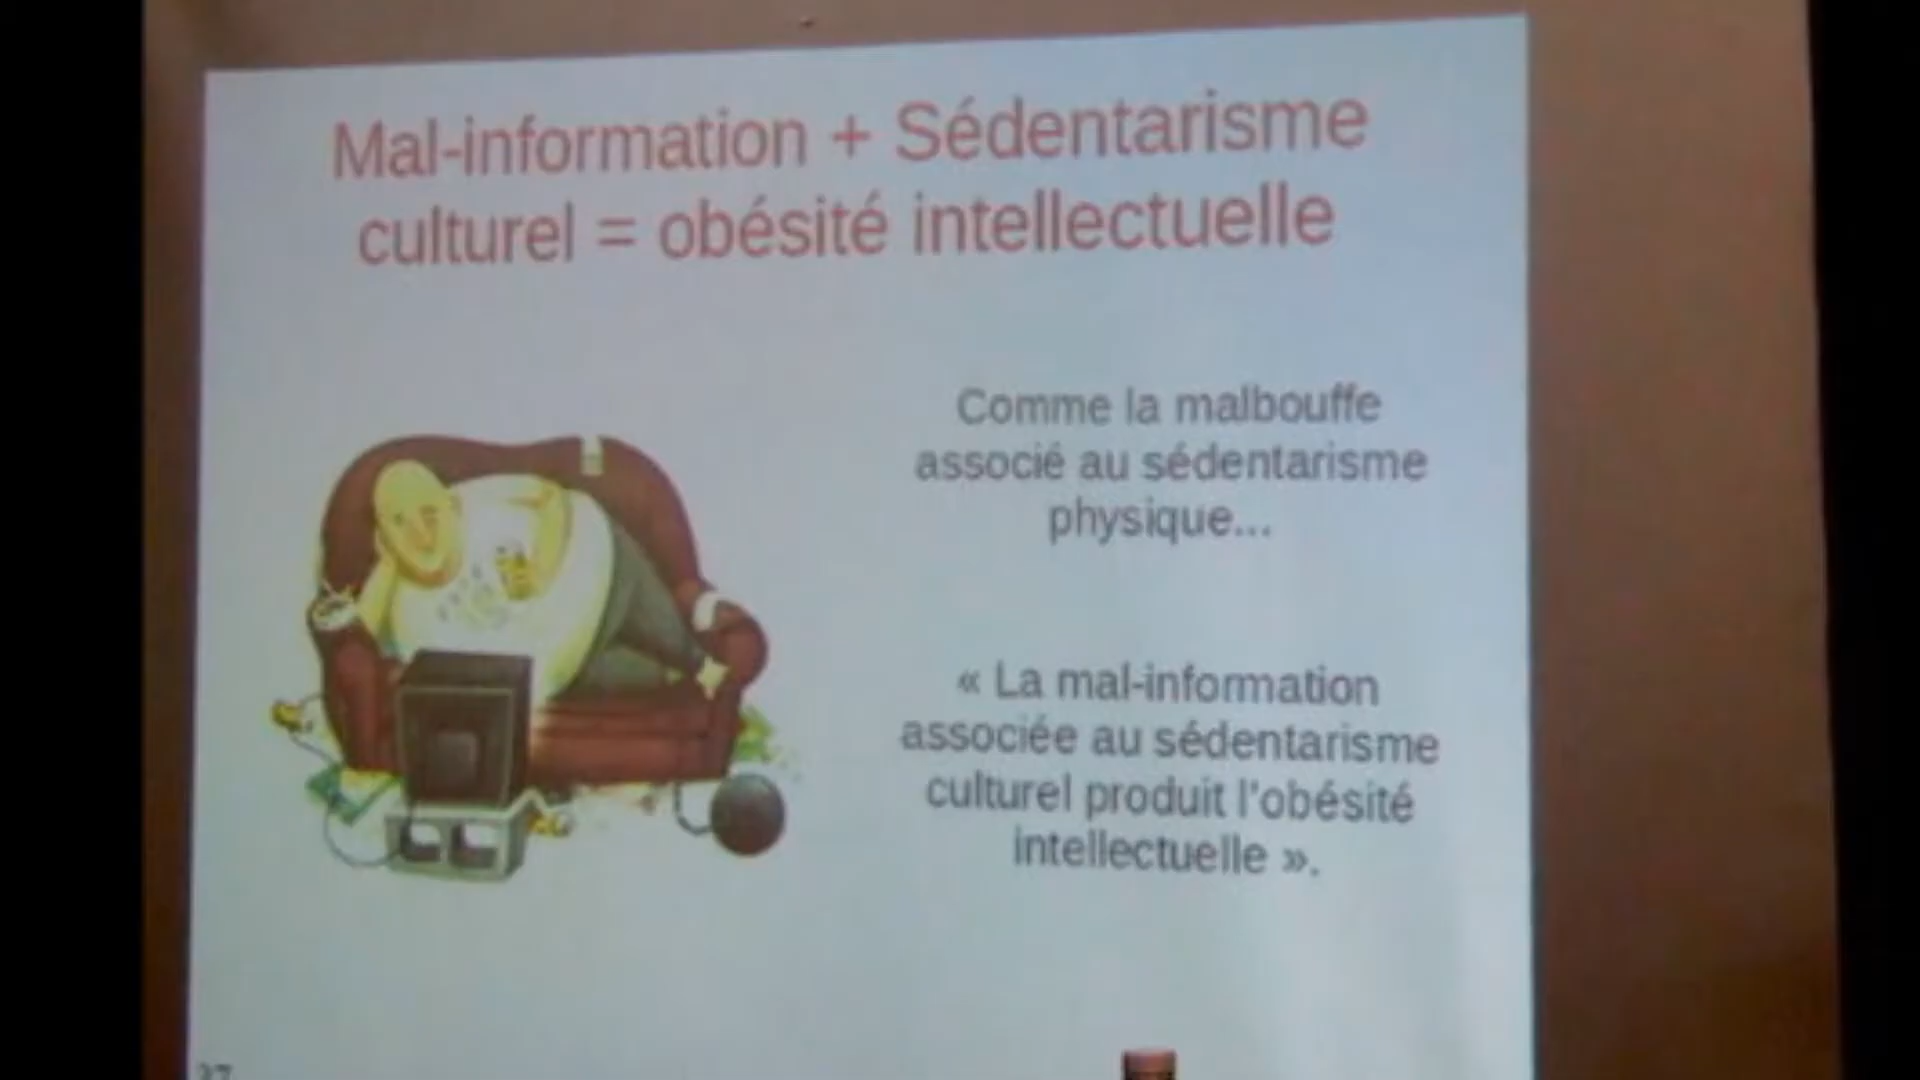 Mal-information + Sédentarisme
culturel = obésité intellectuelle
Comme la malbouffe
associé au sédentarisme
physique...
« La mal-information
associée au sédentarisme
culturel produit l'obésité
intellectuelle ».